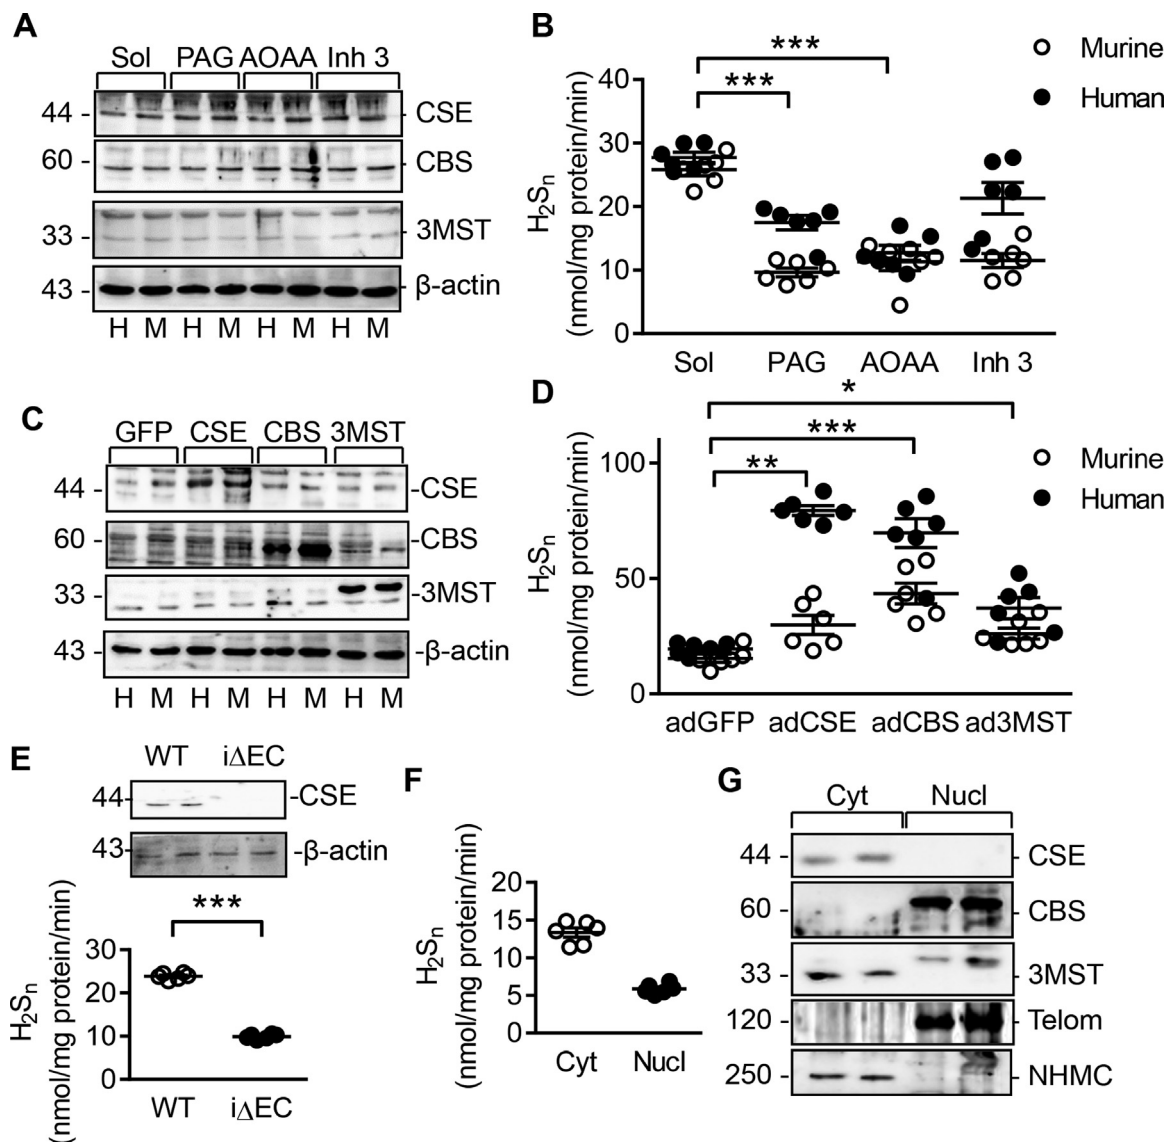 A
Sol PAG AOAA Inh 3
44 - - CSE
60 - - CBS
33 - 3MST
43 - - β-actin
H M H M H M H M
B
Murine
Human
***
***
H2Sn
(nmol/mg protein/min)
40
30
20
10
0
Sol PAG AOAA Inh 3
C
GFP CSE CBS 3MST
44 - -CSE
60 - -CBS
33 - -3MST
43 - -β-actin
H M H M H M H M
D
Murine
Human
*
***
**
H2Sn
(nmol/mg protein/min)
100
50
0
adGFP adCSE adCBS ad3MST
E
WT iΔEC
44- -CSE
43- -β-actin
***
H2Sn
(nmol/mg protein/min)
30
20
10
0
WT iΔEC
F
H2Sn
(nmol/mg protein/min)
20
15
10
5
0
Cyt Nucl
G
Cyt Nucl
44 - - CSE
60 - - CBS
33 - - 3MST
120 - - Telom
250 - - NHMC